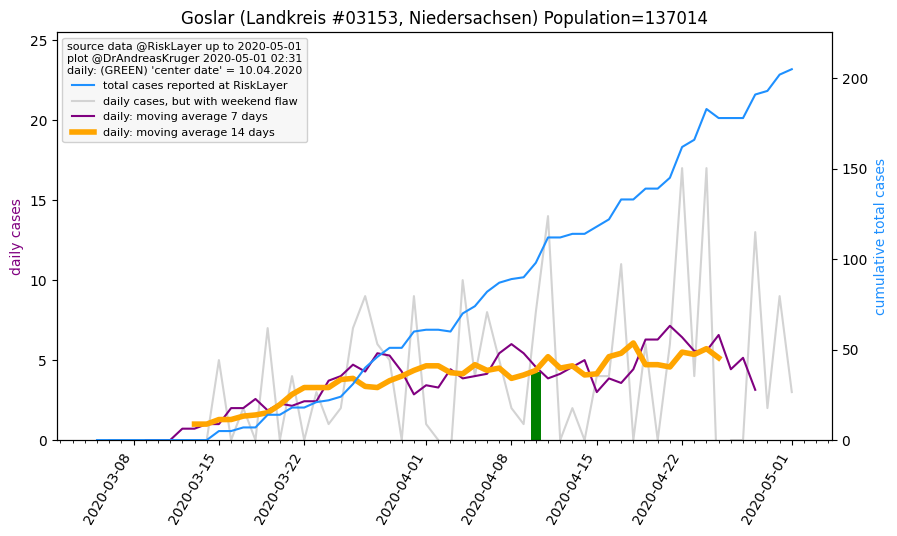 Goslar (Landkreis #03153, Niedersachsen) Population=137014
source data @RiskLayer up to 2020-05-01
plot @DrAndreasKruger 2020-05-01 02:31
daily: (GREEN) 'center date' = 10.04.2020
total cases reported at RiskLayer
daily cases, but with weekend flaw
daily: moving average 7 days
daily: moving average 14 days
daily cases
25
20
15
10
5
0
cumulative total cases
200
150
100
50
0
2020-03-08
2020-03-15
2020-03-22
2020-04-01
2020-04-08
2020-04-15
2020-04-22
2020-05-01